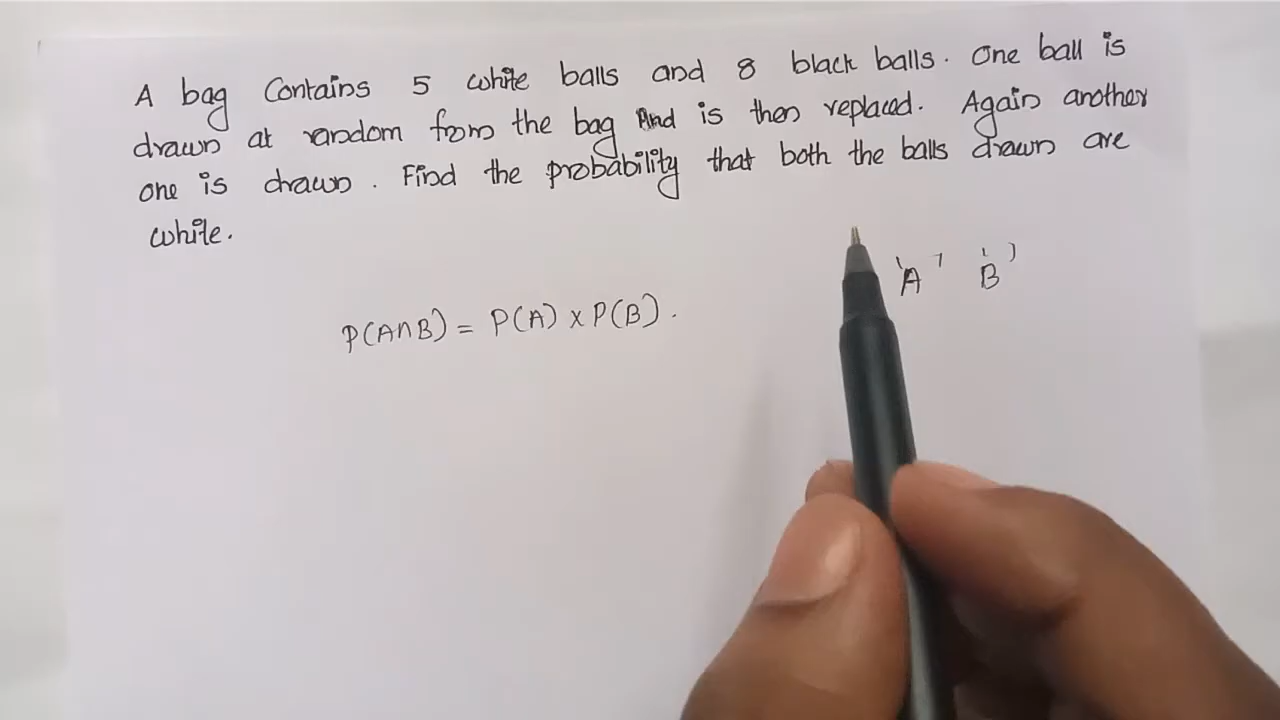 A bag Contains 5 white balls and 8 black balls. One ball is
drawn at random from the bag And is then replaced. Again another
one is drawn. Find the probability that both the balls drawn are
white.
'A' 'B'
P(A∩B) = P(A) x P(B).